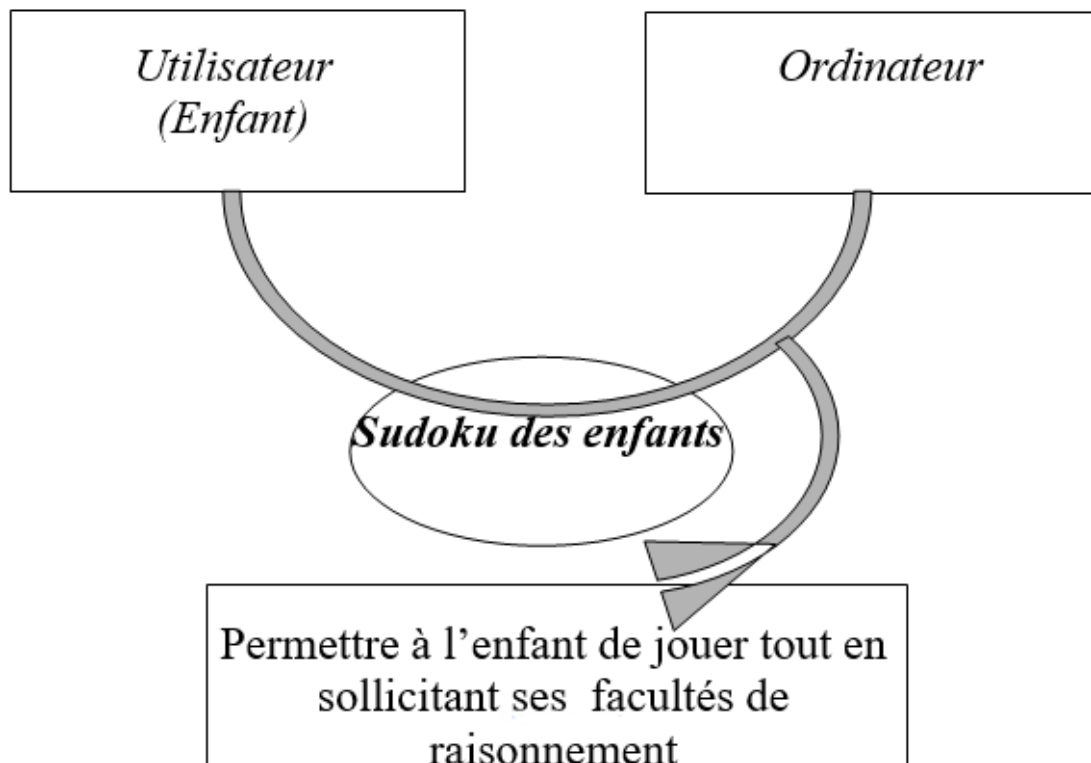 Utilisateur
(Enfant)
Ordinateur
Sudoku des enfants
Permettre à l’enfant de jouer tout en
sollicitant ses facultés de
raisonnement